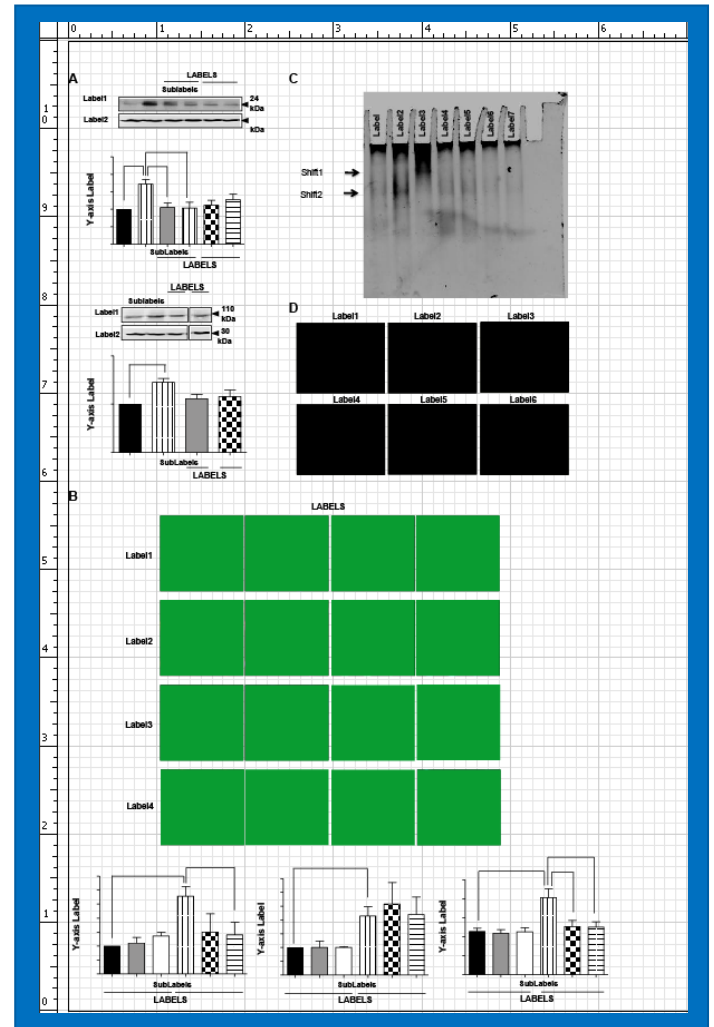 0 1 2 3 4 5 6
A
LABELS
Sublabels
Label1
24
kDa
Label2
Y-axis Label
SubLabels
LABELS
LABELS
Sublabels
Label1
110
kDa
Label2
30
kDa
Y-axis Label
SubLabels
LABELS
C
Label
Label2
Label3
Label4
Label5
Label6
Label7
Shift1
Shift2
D
Label1 Label2 Label3
Label4 Label5 Label6
B
LABELS
Label1
Label2
Label3
Label4
Y-axis Label
SubLabels
LABELS
Y-axis Label
SubLabels
LABELS
Y-axis Label
SubLabels
LABELS
1
0
9
8
7
6
5
4
3
2
1
0